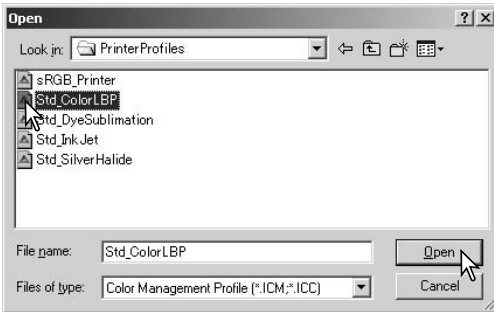 Open
Look in: PrinterProfiles
sRGB_Printer
Std_ColorLBP
Std_DyeSublimation
Std_InkJet
Std_SilverHalide
File name: Std_ColorLBP Open
Files of type: Color Management Profile (*.ICM;*.ICC) Cancel